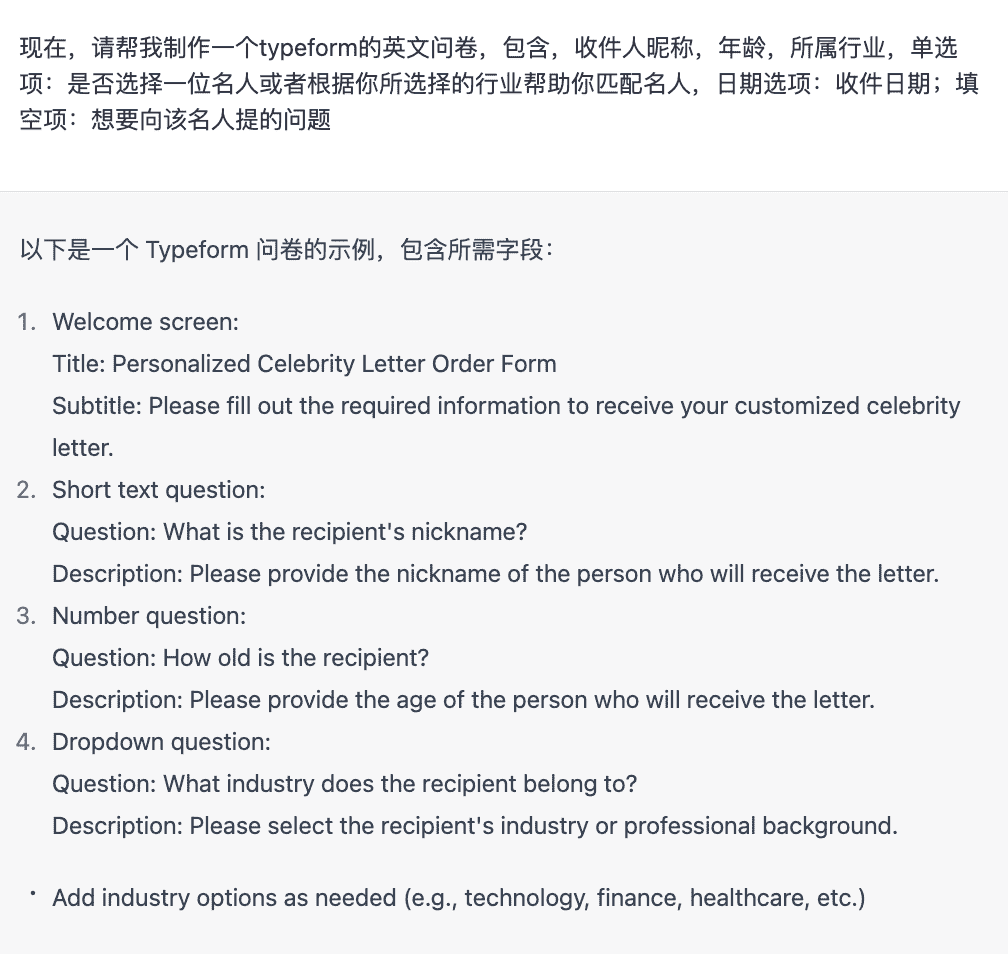 现在，请帮我制作一个typeform的英文问卷，包含，收件人昵称，年龄，所属行业，单选
项：是否选择一位名人或者根据你所选择的行业帮助你匹配名人，日期选项：收件日期；填
空项：想要向该名人提的问题
以下是一个 Typeform 问卷的示例，包含所需字段：
1. Welcome screen:
Title: Personalized Celebrity Letter Order Form
Subtitle: Please fill out the required information to receive your customized celebrity
letter.
2. Short text question:
Question: What is the recipient's nickname?
Description: Please provide the nickname of the person who will receive the letter.
3. Number question:
Question: How old is the recipient?
Description: Please provide the age of the person who will receive the letter.
4. Dropdown question:
Question: What industry does the recipient belong to?
Description: Please select the recipient's industry or professional background.
• Add industry options as needed (e.g., technology, finance, healthcare, etc.)